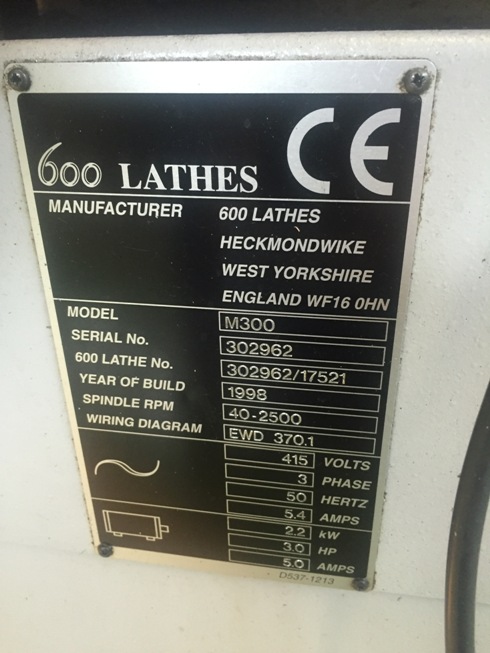 600 LATHES CE
MANUFACTURER 600 LATHES
HECKMONDWIKE
WEST YORKSHIRE
ENGLAND WF16 0HN
MODEL M300
SERIAL No. 302962
600 LATHE No. 302962/17521
YEAR OF BUILD 1998
SPINDLE RPM 40-2500
WIRING DIAGRAM EWD 370.1
415 VOLTS
3 PHASE
50 HERTZ
5.4 AMPS
2.2 kW
3.0 HP
5.0 AMPS
D537-1213